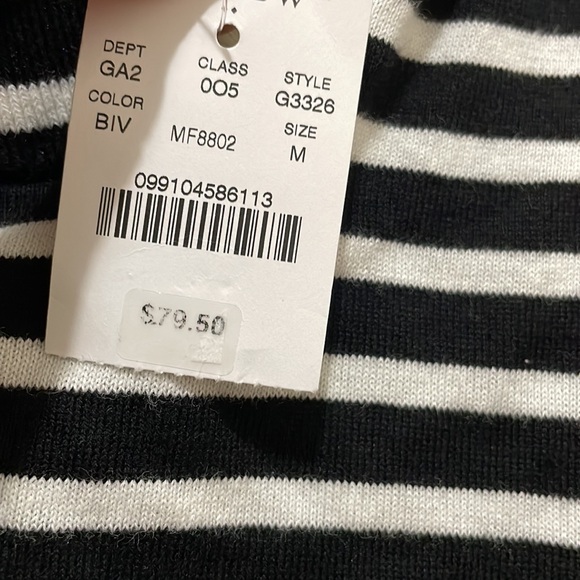 DEPT CLASS STYLE
GA2 005 G3326
COLOR MF8802 SIZE
BIV M
099104586113
$79.50